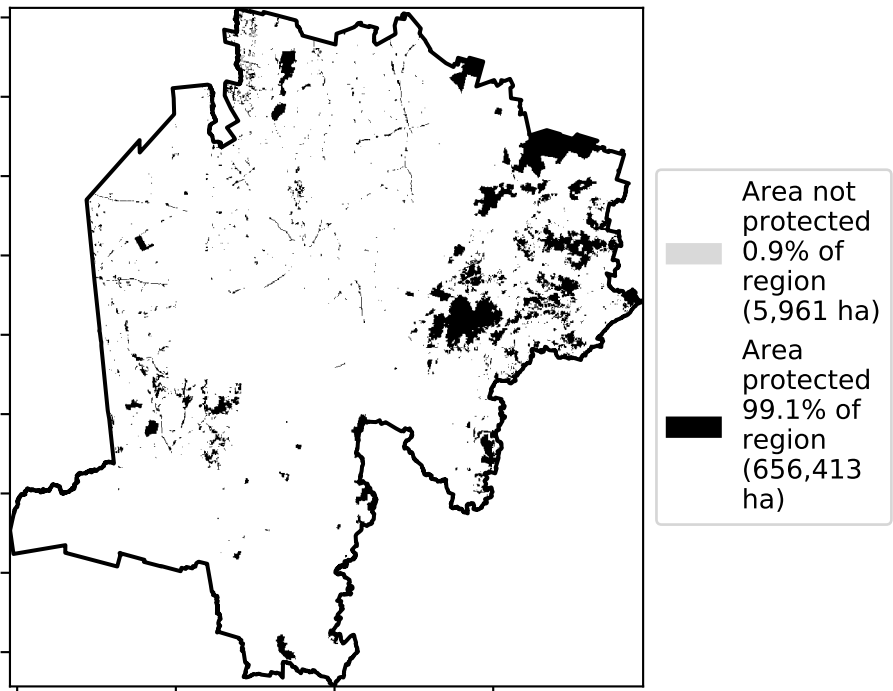 Area not
protected
0.9% of
region
(5,961 ha)
Area
protected
99.1% of
region
(656,413
ha)